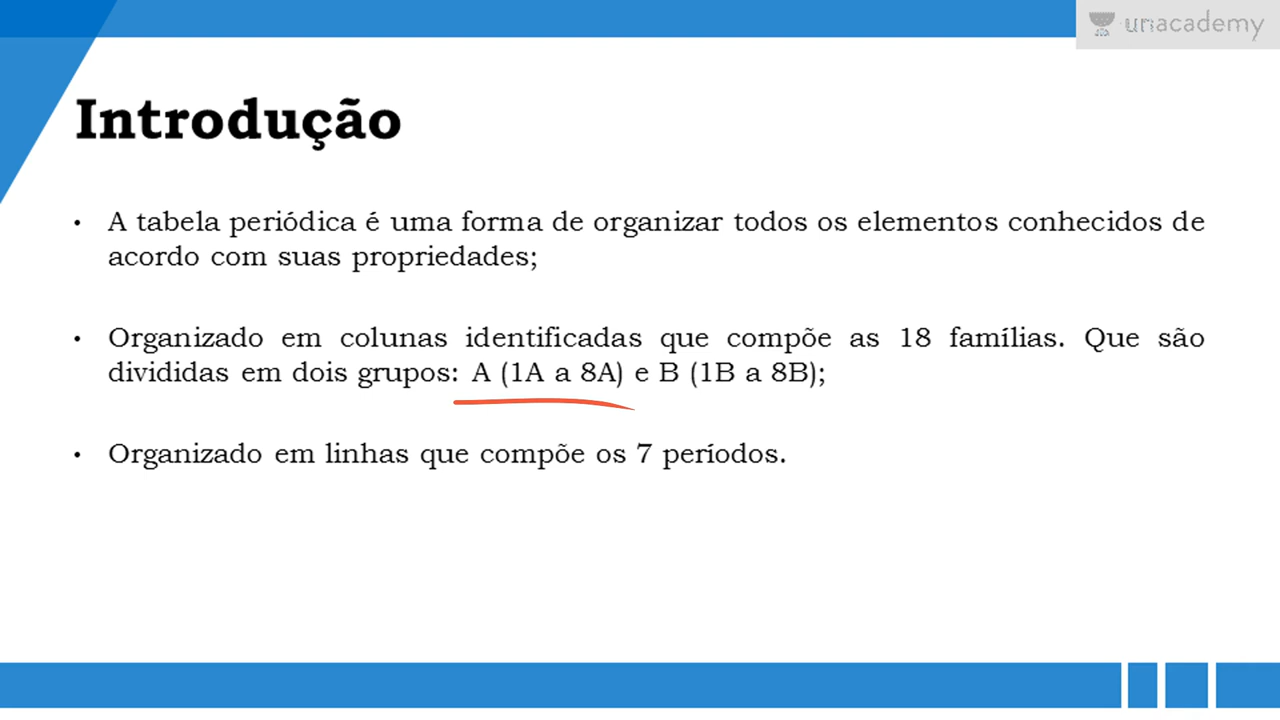 unacademy
Introdução
• A tabela periódica é uma forma de organizar todos os elementos conhecidos de
acordo com suas propriedades;
• Organizado em colunas identificadas que compõe as 18 famílias. Que são
divididas em dois grupos: A (1A a 8A) e B (1B a 8B);
• Organizado em linhas que compõe os 7 períodos.